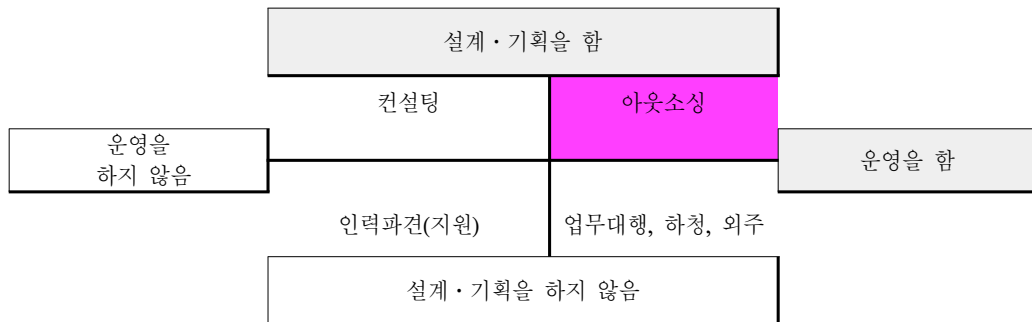 설계·기획을 함
컨설팅
아웃소싱
운영을
하지 않음
운영을 함
인력파견(지원)
업무대행, 하청, 외주
설계·기획을 하지 않음